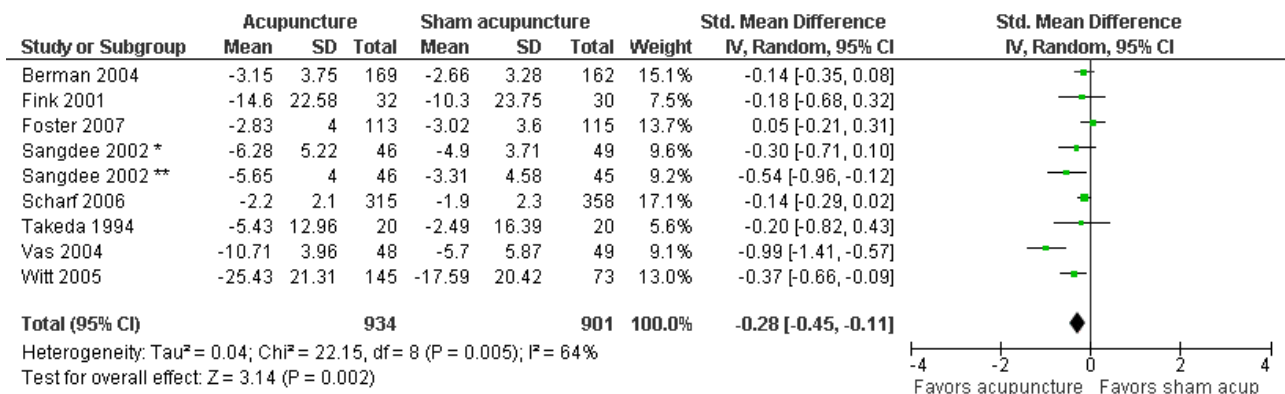 Acupuncture Sham acupuncture Std. Mean Difference Std. Mean Difference
Study or Subgroup Mean SD Total Mean SD Total Weight IV, Random, 95% CI IV, Random, 95% CI
Berman 2004 -3.15 3.75 169 -2.66 3.28 162 15.1% -0.14 [-0.35, 0.08]
Fink 2001 -14.6 22.58 32 -10.3 23.75 30 7.5% -0.18 [-0.68, 0.32]
Foster 2007 -2.83 4 113 -3.02 3.6 115 13.7% 0.05 [-0.21, 0.31]
Sangdee 2002 * -6.28 5.22 46 -4.9 3.71 49 9.6% -0.30 [-0.71, 0.10]
Sangdee 2002 ** -5.65 4 46 -3.31 4.58 45 9.2% -0.54 [-0.96, -0.12]
Scharf 2006 -2.2 2.1 315 -1.9 2.3 358 17.1% -0.14 [-0.29, 0.02]
Takeda 1994 -5.43 12.96 20 -2.49 16.39 20 5.6% -0.20 [-0.82, 0.43]
Vas 2004 -10.71 3.96 48 -5.7 5.87 49 9.1% -0.99 [-1.41, -0.57]
Witt 2005 -25.43 21.31 145 -17.59 20.42 73 13.0% -0.37 [-0.66, -0.09]
Total (95% CI) 934 901 100.0% -0.28 [-0.45, -0.11]
Heterogeneity: Tau² = 0.04; Chi² = 22.15, df = 8 (P = 0.005); I² = 64%
Test for overall effect: Z = 3.14 (P = 0.002)
-4 -2 0 2 4
Favors acupuncture Favors sham acup